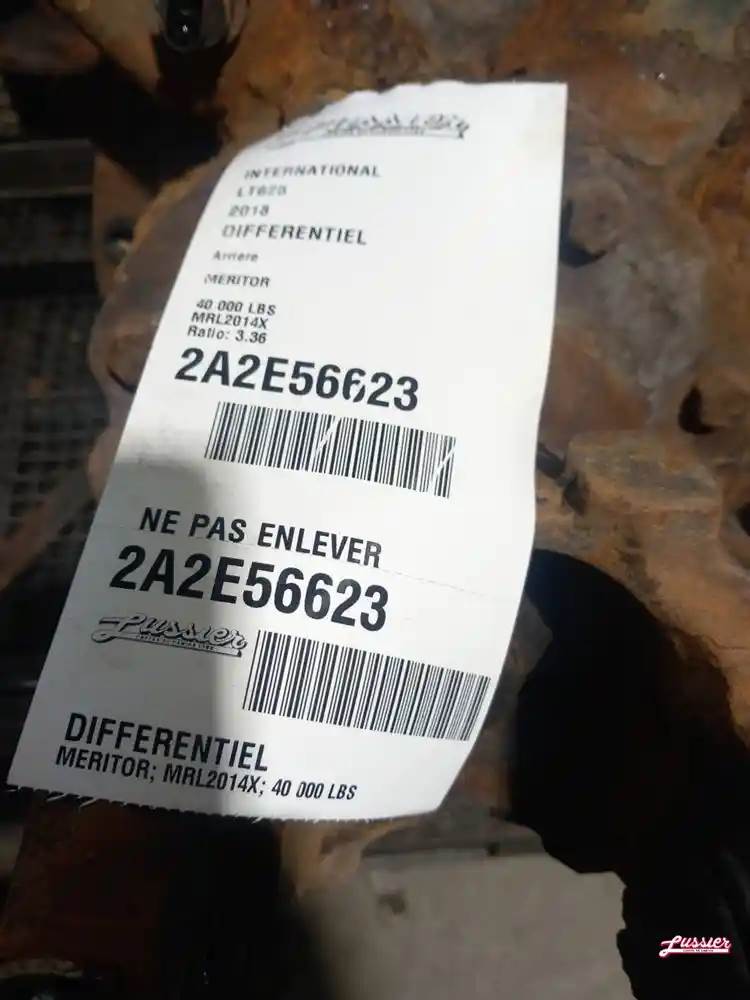 INTERNATIONAL
LT625
2018
DIFFERENTIEL
Arriere
MERITOR
40 000 LBS
MRL2014X
Ratio: 3.36
2A2E56623
NE PAS ENLEVER
2A2E56623
Lussier
DIFFERENTIEL
MERITOR; MRL2014X; 40 000 LBS
Lussier